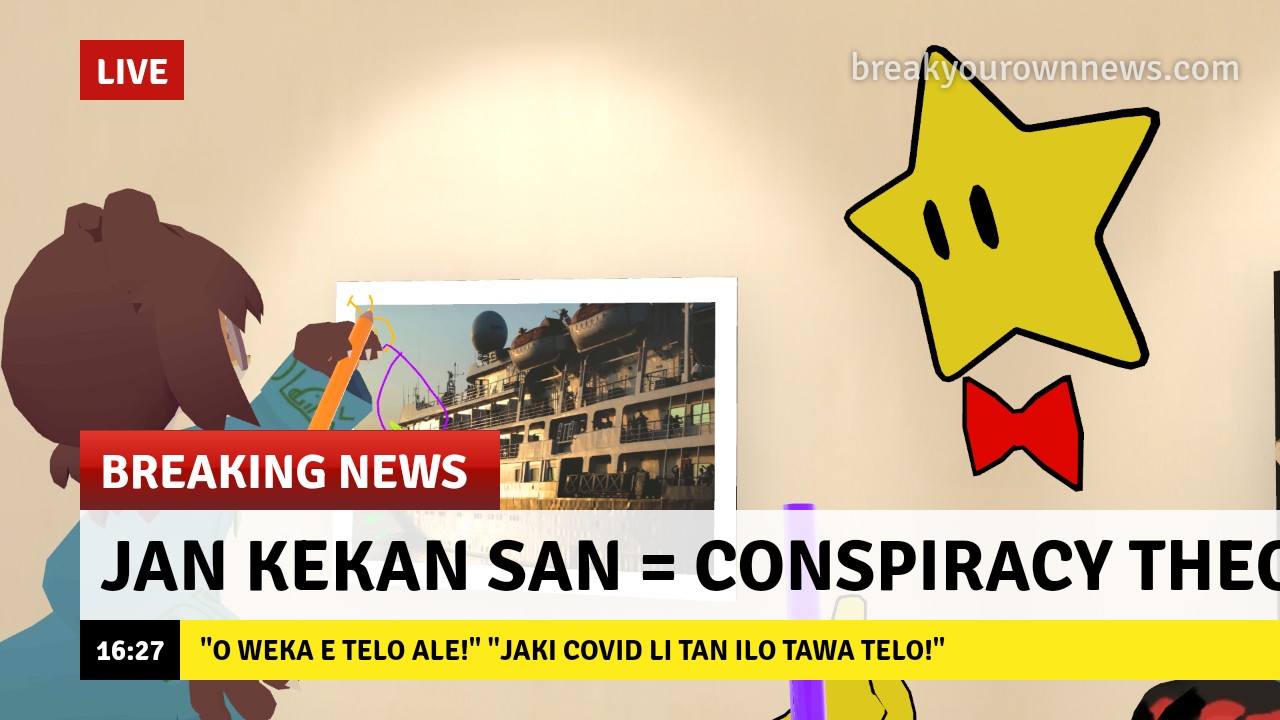 LIVE
breakyourownnews.com
BREAKING NEWS
JAN KEKAN SAN = CONSPIRACY THEO
16:27
"O WEKA E TELO ALE!" "JAKI COVID LI TAN ILO TAWA TELO!"